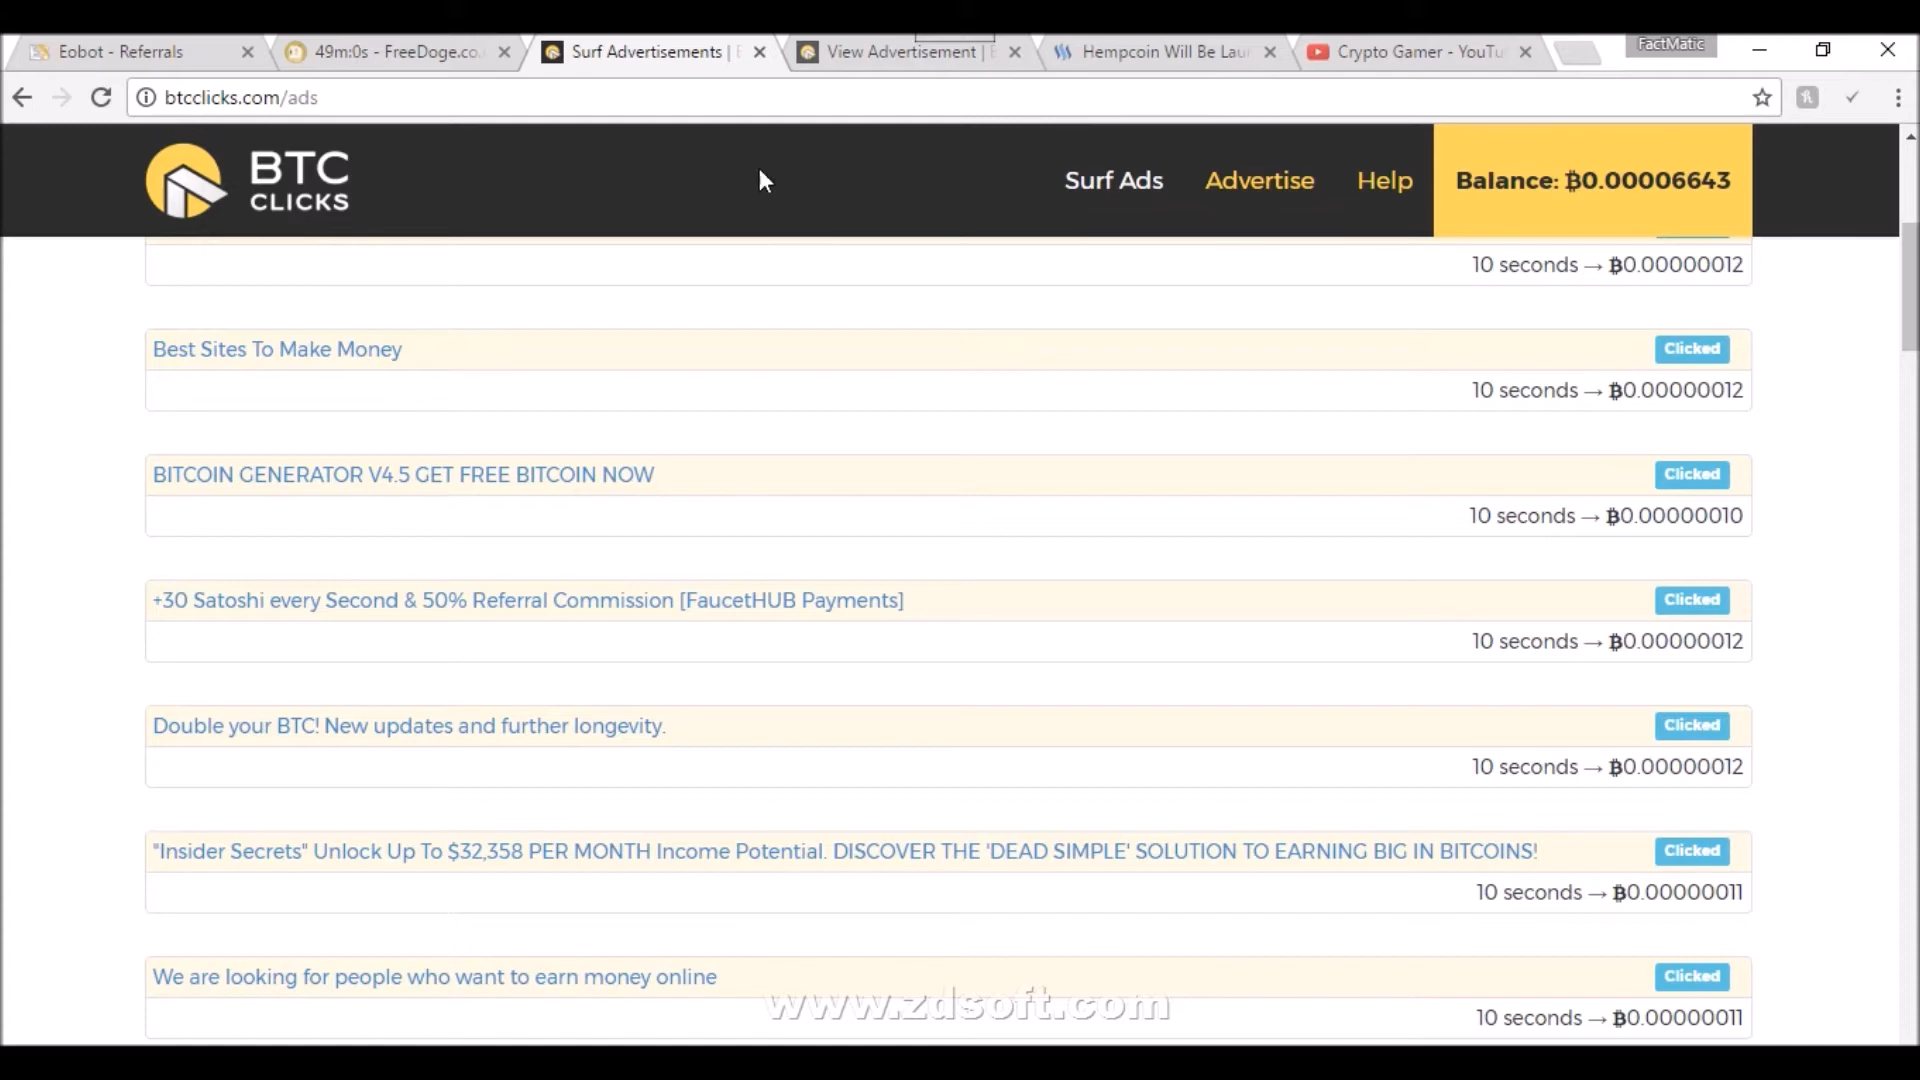 Eobot - Referrals
49m:0s - FreeDoge.co.
Surf Advertisements |
View Advertisement |
Hempcoin Will Be Lau
Crypto Gamer - YouTu
FactMatic
btcclicks.com/ads
BTC
CLICKS
Surf Ads
Advertise
Help
Balance: ₿0.00006643
10 seconds → ₿0.00000012
Best Sites To Make Money
Clicked
10 seconds → ₿0.00000012
BITCOIN GENERATOR V4.5 GET FREE BITCOIN NOW
Clicked
10 seconds → ₿0.00000010
+30 Satoshi every Second & 50% Referral Commission [FaucetHUB Payments]
Clicked
10 seconds → ₿0.00000012
Double your BTC! New updates and further longevity.
Clicked
10 seconds → ₿0.00000012
"Insider Secrets" Unlock Up To $32,358 PER MONTH Income Potential. DISCOVER THE 'DEAD SIMPLE' SOLUTION TO EARNING BIG IN BITCOINS!
Clicked
10 seconds → ₿0.00000011
We are looking for people who want to earn money online
Clicked
www.zdsoft.com
10 seconds → ₿0.00000011